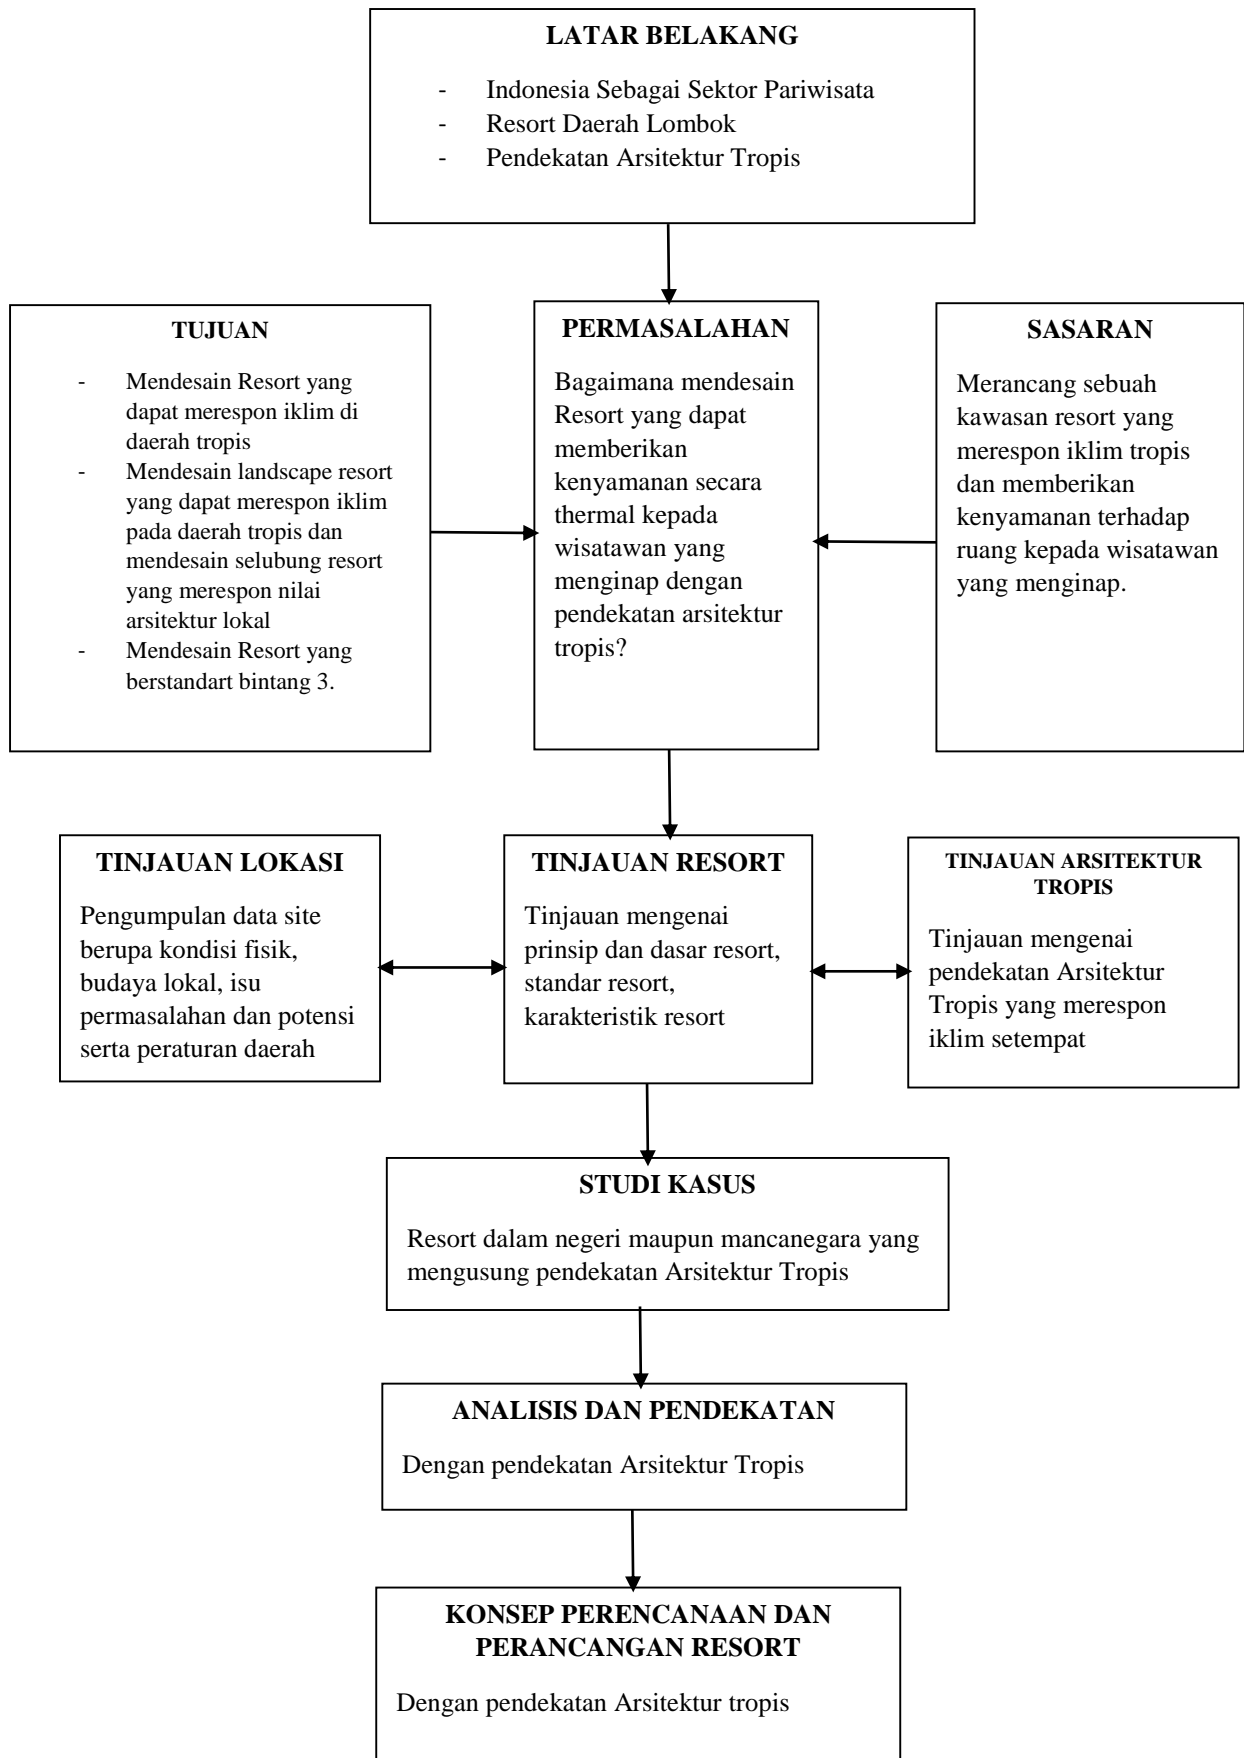 LATAR BELAKANG
- Indonesia Sebagai Sektor Pariwisata
- Resort Daerah Lombok
- Pendekatan Arsitektur Tropis
TUJUAN
- Mendesain Resort yang
dapat merespon iklim di
daerah tropis
- Mendesain landscape resort
yang dapat merespon iklim
pada daerah tropis dan
mendesain selubung resort
yang merespon nilai
arsitektur lokal
- Mendesain Resort yang
berstandart bintang 3.
PERMASALAHAN
Bagaimana mendesain
Resort yang dapat
memberikan
kenyamanan secara
thermal kepada
wisatawan yang
menginap dengan
pendekatan arsitektur
tropis?
SASARAN
Merancang sebuah
kawasan resort yang
merespon iklim tropis
dan memberikan
kenyamanan terhadap
ruang kepada wisatawan
yang menginap.
TINJAUAN LOKASI
Pengumpulan data site
berupa kondisi fisik,
budaya lokal, isu
permasalahan dan potensi
serta peraturan daerah
TINJAUAN RESORT
Tinjauan mengenai
prinsip dan dasar resort,
standar resort,
karakteristik resort
TINJAUAN ARSITEKTUR
TROPIS
Tinjauan mengenai
pendekatan Arsitektur
Tropis yang merespon
iklim setempat
STUDI KASUS
Resort dalam negeri maupun mancanegara yang
mengusung pendekatan Arsitektur Tropis
ANALISIS DAN PENDEKATAN
Dengan pendekatan Arsitektur Tropis
KONSEP PERENCANAAN DAN
PERANCANGAN RESORT
Dengan pendekatan Arsitektur tropis